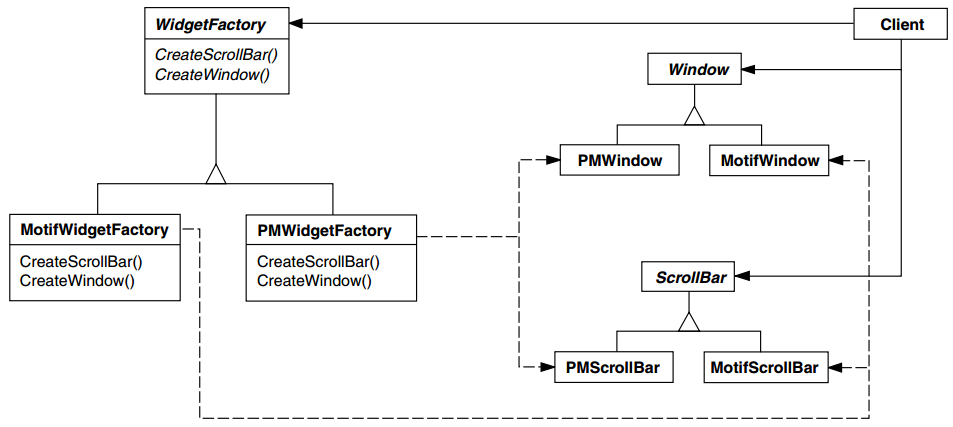 WidgetFactory
CreateScrollBar()
CreateWindow()
Client
Window
PMWindow
MotifWindow
MotifWidgetFactory
CreateScrollBar()
CreateWindow()
PMWidgetFactory
CreateScrollBar()
CreateWindow()
ScrollBar
PMScrollBar
MotifScrollBar